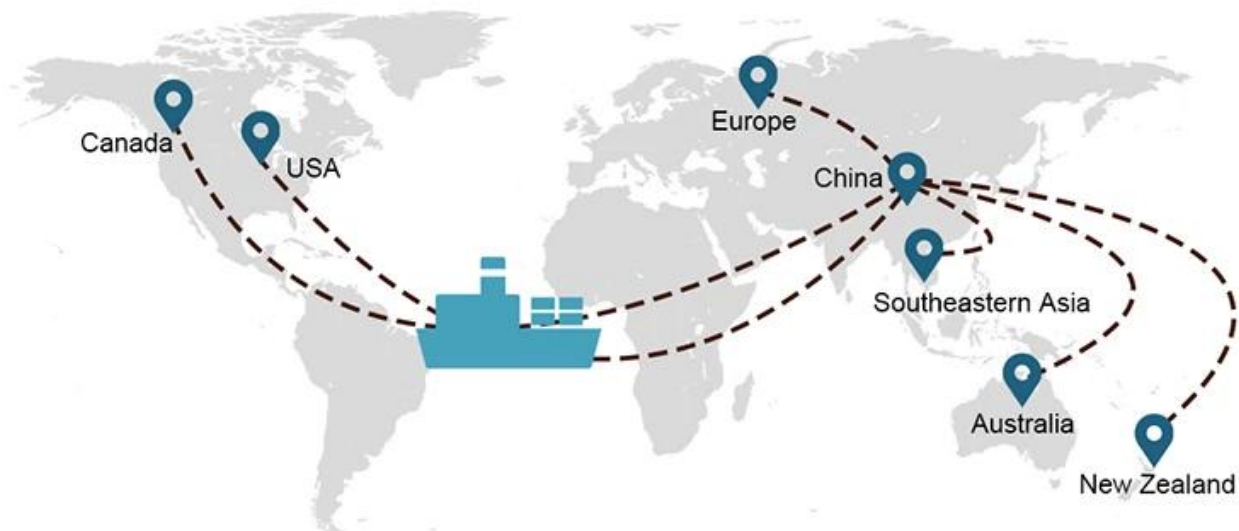 Canada
USA
Europe
China
Southeastern Asia
Australia
New Zealand